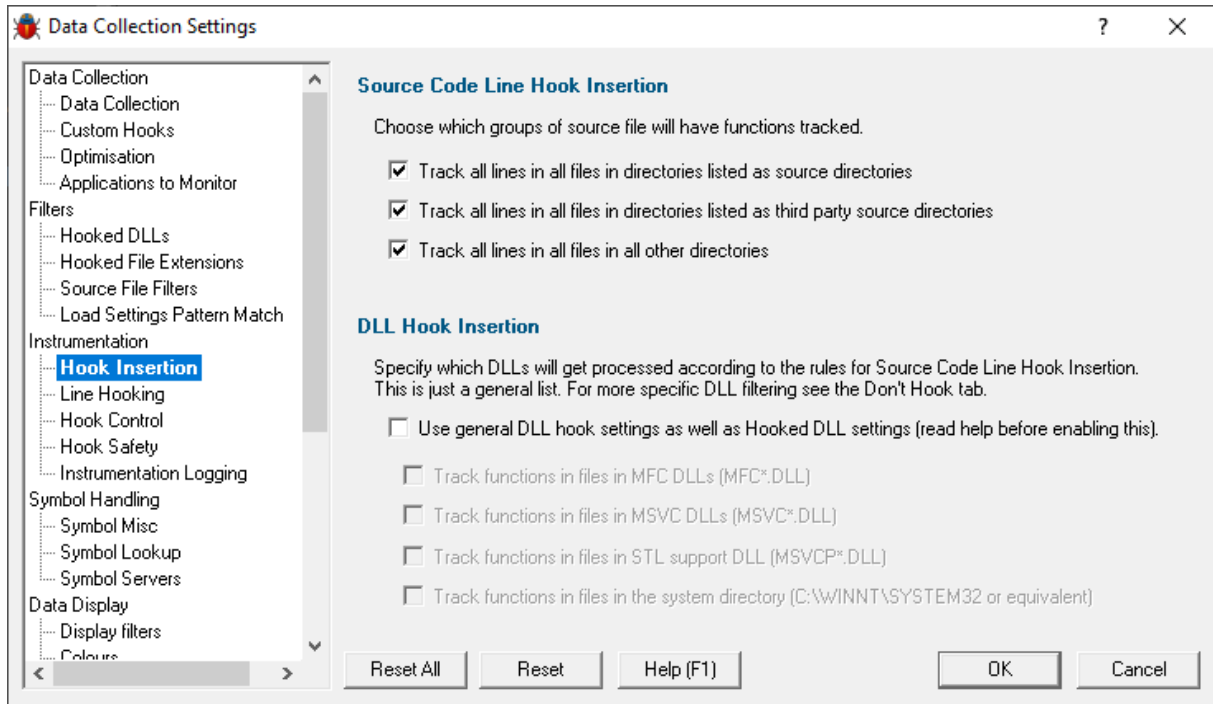 Data Collection Settings
?
Data Collection
Data Collection
Custom Hooks
Optimisation
Applications to Monitor
Filters
Hooked DLLs
Hooked File Extensions
Source File Filters
Load Settings Pattern Match
Instrumentation
Hook Insertion
Line Hooking
Hook Control
Hook Safety
Instrumentation Logging
Symbol Handling
Symbol Misc
Symbol Lookup
Symbol Servers
Data Display
Display filters
Colours
Source Code Line Hook Insertion
Choose which groups of source file will have functions tracked.
Track all lines in all files in directories listed as source directories
Track all lines in all files in directories listed as third party source directories
Track all lines in all files in all other directories
DLL Hook Insertion
Specify which DLLs will get processed according to the rules for Source Code Line Hook Insertion.
This is just a general list. For more specific DLL filtering see the Don't Hook tab.
Use general DLL hook settings as well as Hooked DLL settings (read help before enabling this).
Track functions in files in MFC DLLs (MFC*.DLL)
Track functions in files in MSVC DLLs (MSVC*.DLL)
Track functions in files in STL support DLL (MSVCP*.DLL)
Track functions in files in the system directory (C:\WINNT\SYSTEM32 or equivalent)
Reset All
Reset
Help (F1)
OK
Cancel